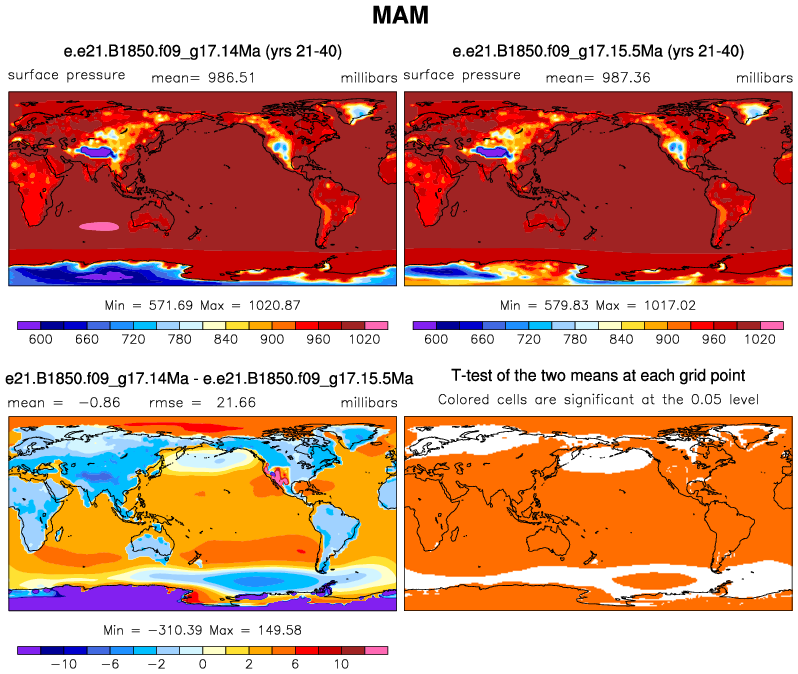 MAM
e.e21.B1850.f09_g17.14Ma (yrs 21-40)
surface pressure mean= 986.51 millibars
Min = 571.69 Max = 1020.87
600 660 720 780 840 900 960 1020
e.e21.B1850.f09_g17.15.5Ma (yrs 21-40)
surface pressure mean= 987.36 millibars
Min = 579.83 Max = 1017.02
600 660 720 780 840 900 960 1020
e21.B1850.f09_g17.14Ma - e.e21.B1850.f09_g17.15.5Ma
mean = -0.86 rmse = 21.66 millibars
Min = -310.39 Max = 149.58
-10 -6 -2 0 2 6 10
T-test of the two means at each grid point
Colored cells are significant at the 0.05 level